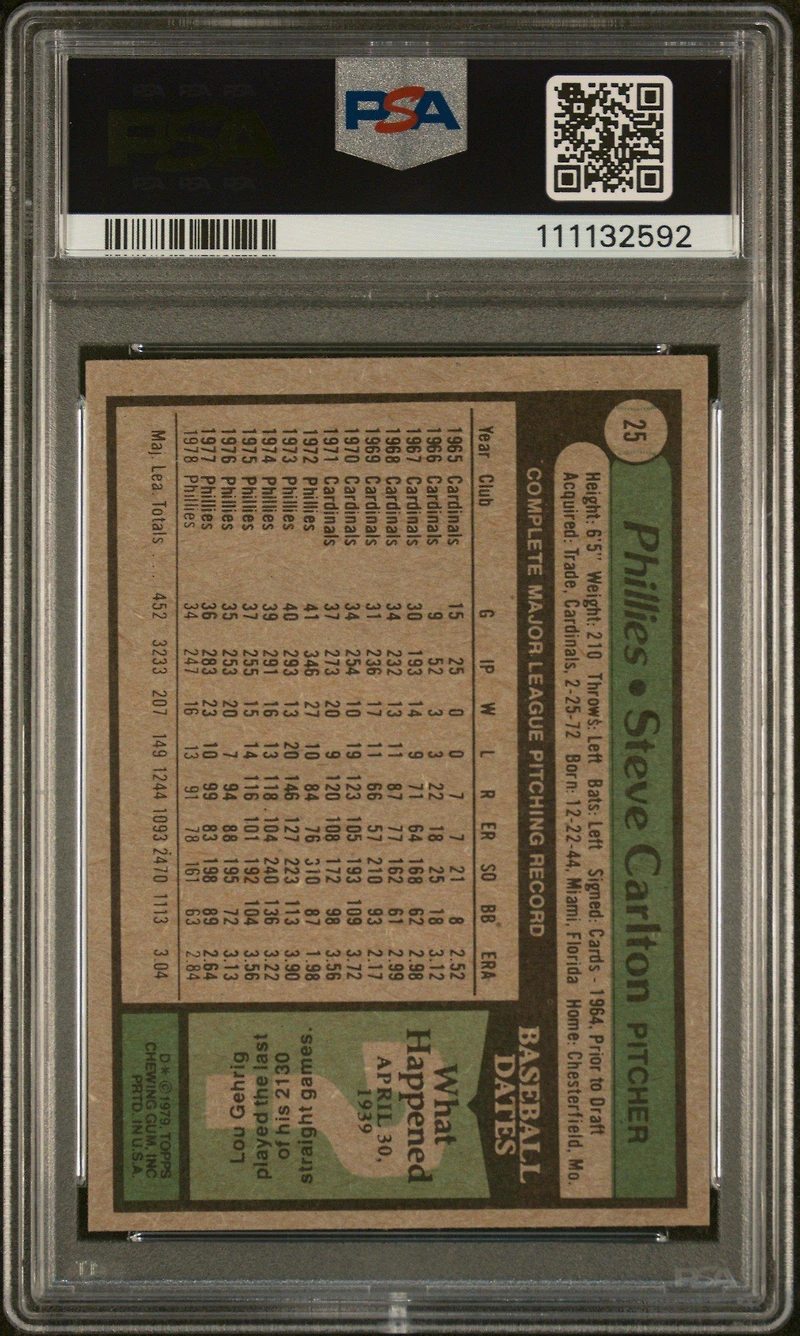 PSA
111132592
25
Phillies • Steve Carlton PITCHER
Height: 6'5" Weight: 210 Throws: Left Bats: Left Signed: Cards - 1964, Prior to Draft
Acquired: Trade, Cardinals, 2-25-72 Born: 12-22-44, Miami, Florida Home: Chesterfield, Mo.
COMPLETE MAJOR LEAGUE PITCHING RECORD
Year Club G IP W L R ER SO BB ERA
1965 Cardinals 15 25 0 0 7 7 21 8 2.52
1966 Cardinals 9 52 3 3 22 18 25 18 3.12
1967 Cardinals 30 193 14 9 71 64 168 62 2.98
1968 Cardinals 34 232 13 11 87 77 162 61 2.99
1969 Cardinals 31 236 17 11 66 57 210 93 2.17
1970 Cardinals 34 254 10 19 123 105 193 109 3.72
1971 Cardinals 37 273 20 9 120 108 172 98 3.56
1972 Phillies 41 346 27 10 84 76 310 87 1.98
1973 Phillies 40 293 13 20 146 127 223 113 3.90
1974 Phillies 39 291 16 13 118 104 240 136 3.22
1975 Phillies 37 255 15 14 116 101 192 104 3.56
1976 Phillies 35 253 20 7 94 88 195 72 3.13
1977 Phillies 36 283 23 10 99 83 198 89 2.64
1978 Phillies 34 247 16 13 91 78 161 63 2.84
Maj. Lea. Totals . . . 452 3233 207 149 1244 1093 2470 1113 3.04
BASEBALL
DATES
What
Happened
APRIL 30,
1939
Lou Gehrig
played the last
of his 2130
straight games.
D * © 1979, TOPPS
CHEWING GUM, INC.
PRTD. IN U.S.A.
PSA